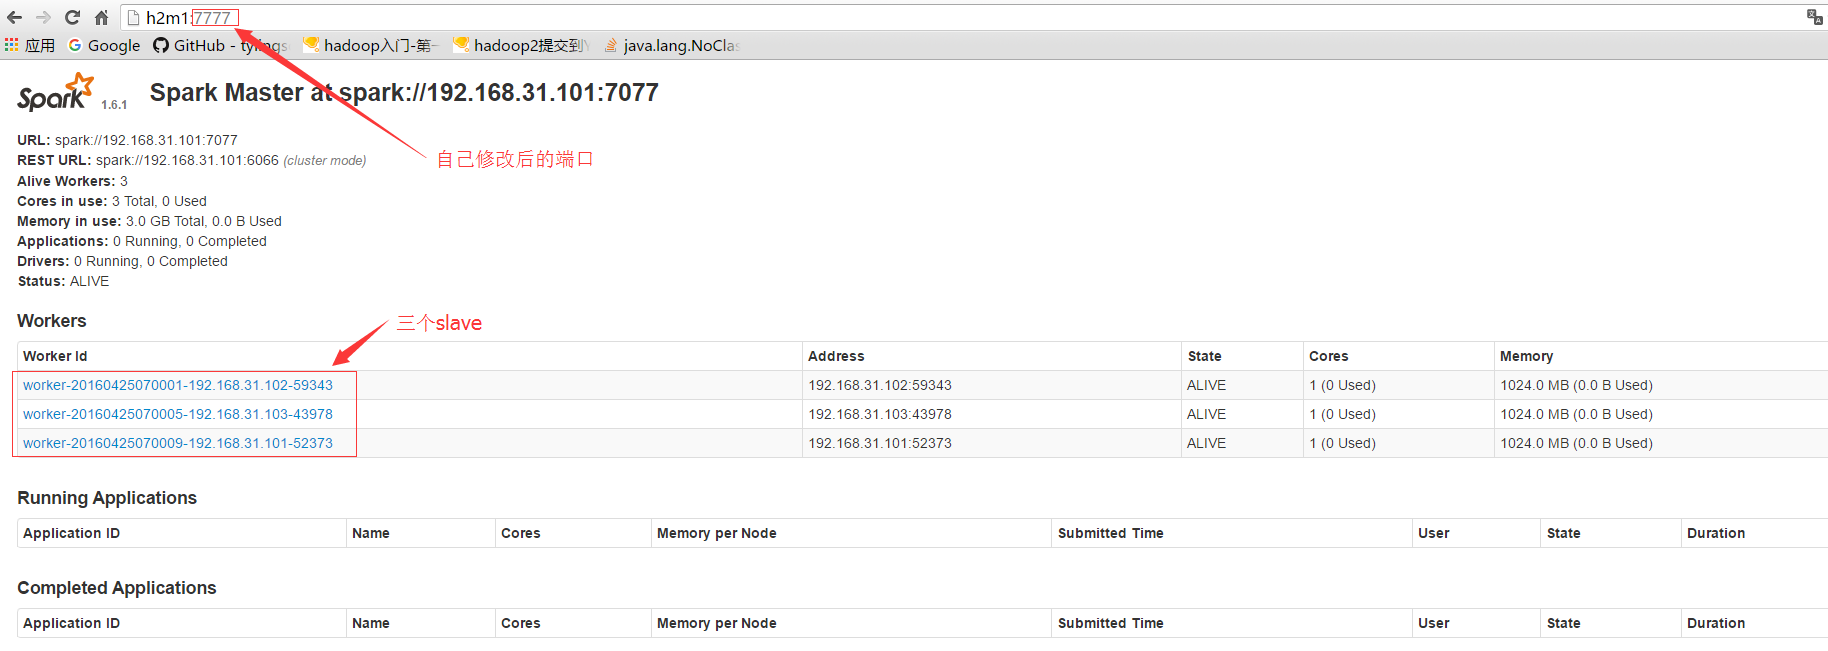 h2m1:7777
应用 Google GitHub - tylingsc hadoop入门-第一 hadoop2提交到Y java.lang.NoClas
Spark 1.6.1 Spark Master at spark://192.168.31.101:7077
URL: spark://192.168.31.101:7077
自己修改后的端口
REST URL: spark://192.168.31.101:6066 (cluster mode)
Alive Workers: 3
Cores in use: 3 Total, 0 Used
Memory in use: 3.0 GB Total, 0.0 B Used
Applications: 0 Running, 0 Completed
Drivers: 0 Running, 0 Completed
Status: ALIVE
Workers
三个slave
Worker Id Address State Cores Memory
worker-20160425070001-192.168.31.102-59343 192.168.31.102:59343 ALIVE 1 (0 Used) 1024.0 MB (0.0 B Used)
worker-20160425070005-192.168.31.103-43978 192.168.31.103:43978 ALIVE 1 (0 Used) 1024.0 MB (0.0 B Used)
worker-20160425070009-192.168.31.101-52373 192.168.31.101:52373 ALIVE 1 (0 Used) 1024.0 MB (0.0 B Used)
Running Applications
Application ID Name Cores Memory per Node Submitted Time User State Duration
Completed Applications
Application ID Name Cores Memory per Node Submitted Time User State Duration